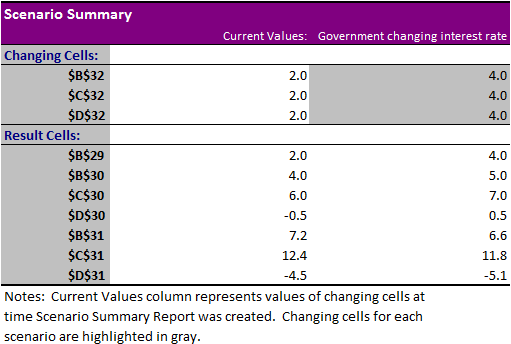 Scenario Summary
Current Values: Government changing interest rate
Changing Cells:
$B$32 2.0 4.0
$C$32 2.0 4.0
$D$32 2.0 4.0
Result Cells:
$B$29 2.0 4.0
$B$30 4.0 5.0
$C$30 6.0 7.0
$D$30 -0.5 0.5
$B$31 7.2 6.6
$C$31 12.4 11.8
$D$31 -4.5 -5.1
Notes: Current Values column represents values of changing cells at
time Scenario Summary Report was created. Changing cells for each
scenario are highlighted in gray.